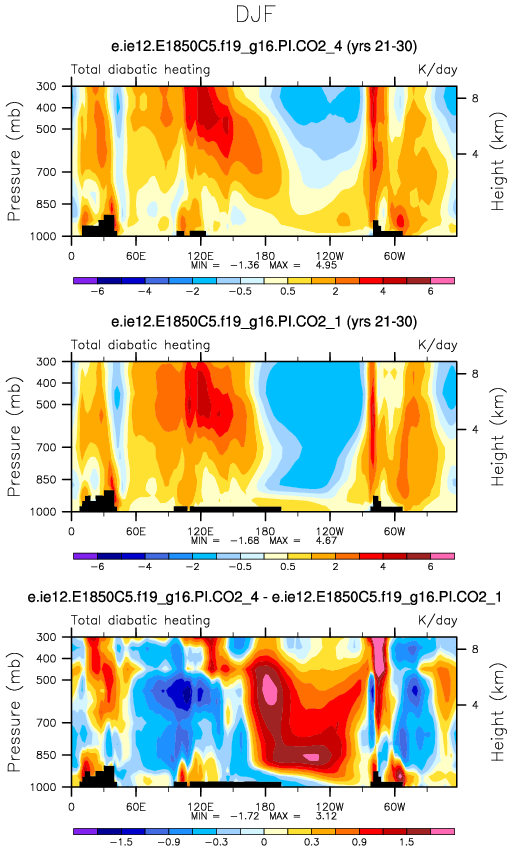 DJF
e.ie12.E1850C5.f19_g16.PI.CO2_4 (yrs 21-30)
Total diabatic heating K/day
300 500 700 850 1000
Pressure (mb)
8 4
Height (km)
0 60E 120E 180 120W 60W
MIN = -1.36 MAX = 4.95
-6 -4 -2 -1 -0.5 0.5 1 2 4 6
e.ie12.E1850C5.f19_g16.PI.CO2_1 (yrs 21-30)
Total diabatic heating K/day
300 500 700 850 1000
Pressure (mb)
8 4
Height (km)
0 60E 120E 180 120W 60W
MIN = -1.68 MAX = 4.67
-6 -4 -2 -0.5 0.5 2 4 6
e.ie12.E1850C5.f19_g16.PI.CO2_4 - e.ie12.E1850C5.f19_g16.PI.CO2_1
Total diabatic heating K/day
300 500 700 850 1000
Pressure (mb)
8 4
Height (km)
0 60E 120E 180 120W 60W
MIN = -1.72 MAX = 3.12
-1.5 -0.9 -0.3 0 0.3 0.9 1.5